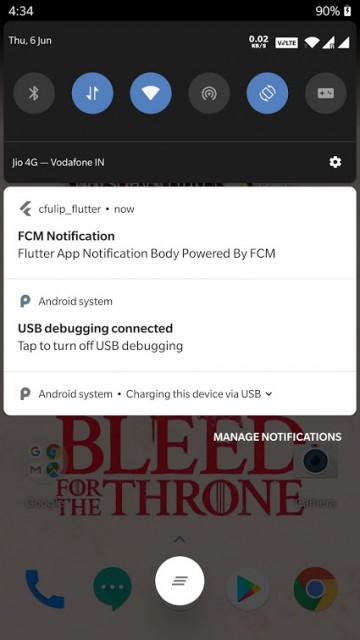 4:34
90%
Thu, 6 Jun
0.02
KB/S
VoLTE
Jio 4G — Vodafone IN
cfulip_flutter • now
FCM Notification
Flutter App Notification Body Powered By FCM
Android system
USB debugging connected
Tap to turn off USB debugging
Android system • Charging this device via USB
MANAGE NOTIFICATIONS
BLEED
FOR THE THRONE
Google
Camera